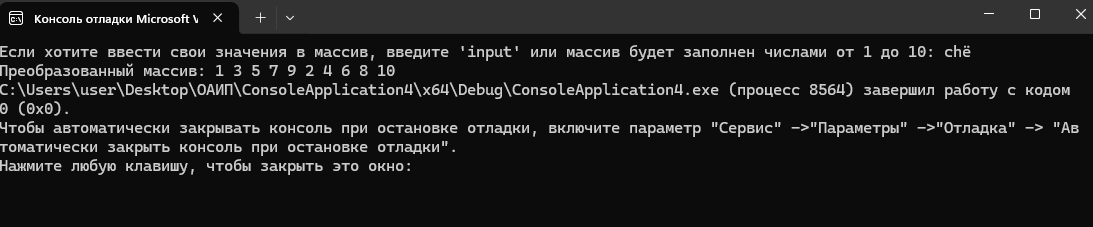 Консоль отладки Microsoft V
Если хотите ввести свои значения в массив, введите 'input' или массив будет заполнен числами от 1 до 10: chё
Преобразованный массив: 1 3 5 7 9 2 4 6 8 10
C:\Users\user\Desktop\ОАИП\ConsoleApplication4\x64\Debug\ConsoleApplication4.exe (процесс 8564) завершил работу с кодом
0 (0x0).
Чтобы автоматически закрывать консоль при остановке отладки, включите параметр "Сервис" ->"Параметры" ->"Отладка" -> "Ав
томатически закрыть консоль при остановке отладки".
Нажмите любую клавишу, чтобы закрыть это окно: